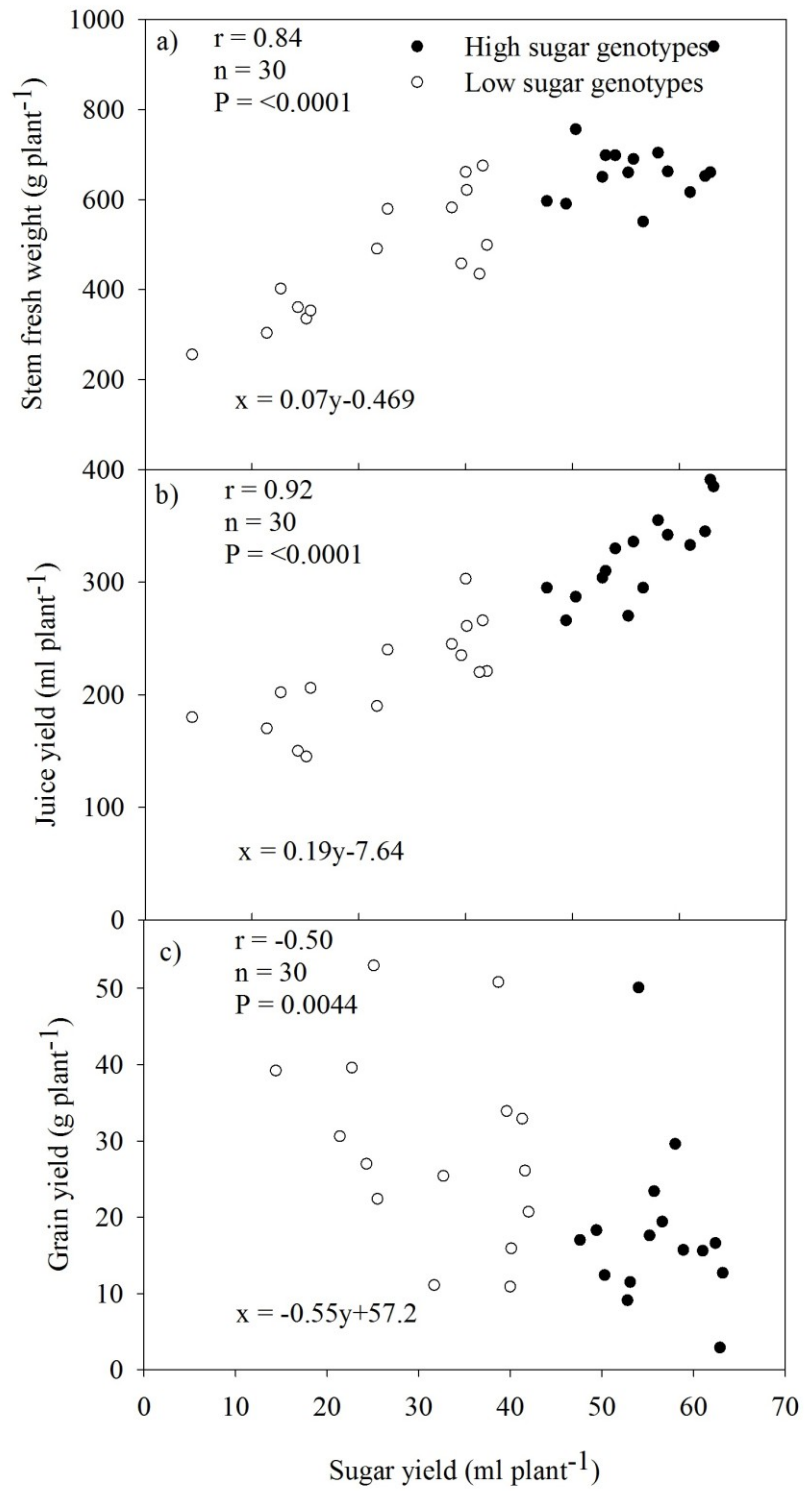 a)
r = 0.84
n = 30
P = <0.0001
High sugar genotypes
Low sugar genotypes
1000
800
600
400
200
Stem fresh weight (g plant⁻¹)
x = 0.07y-0.469
b)
r = 0.92
n = 30
P = <0.0001
400
300
200
100
0
Juice yield (ml plant⁻¹)
x = 0.19y-7.64
c)
r = -0.50
n = 30
P = 0.0044
50
40
30
20
10
0
Grain yield (g plant⁻¹)
x = -0.55y+57.2
0 10 20 30 40 50 60 70
Sugar yield (ml plant⁻¹)